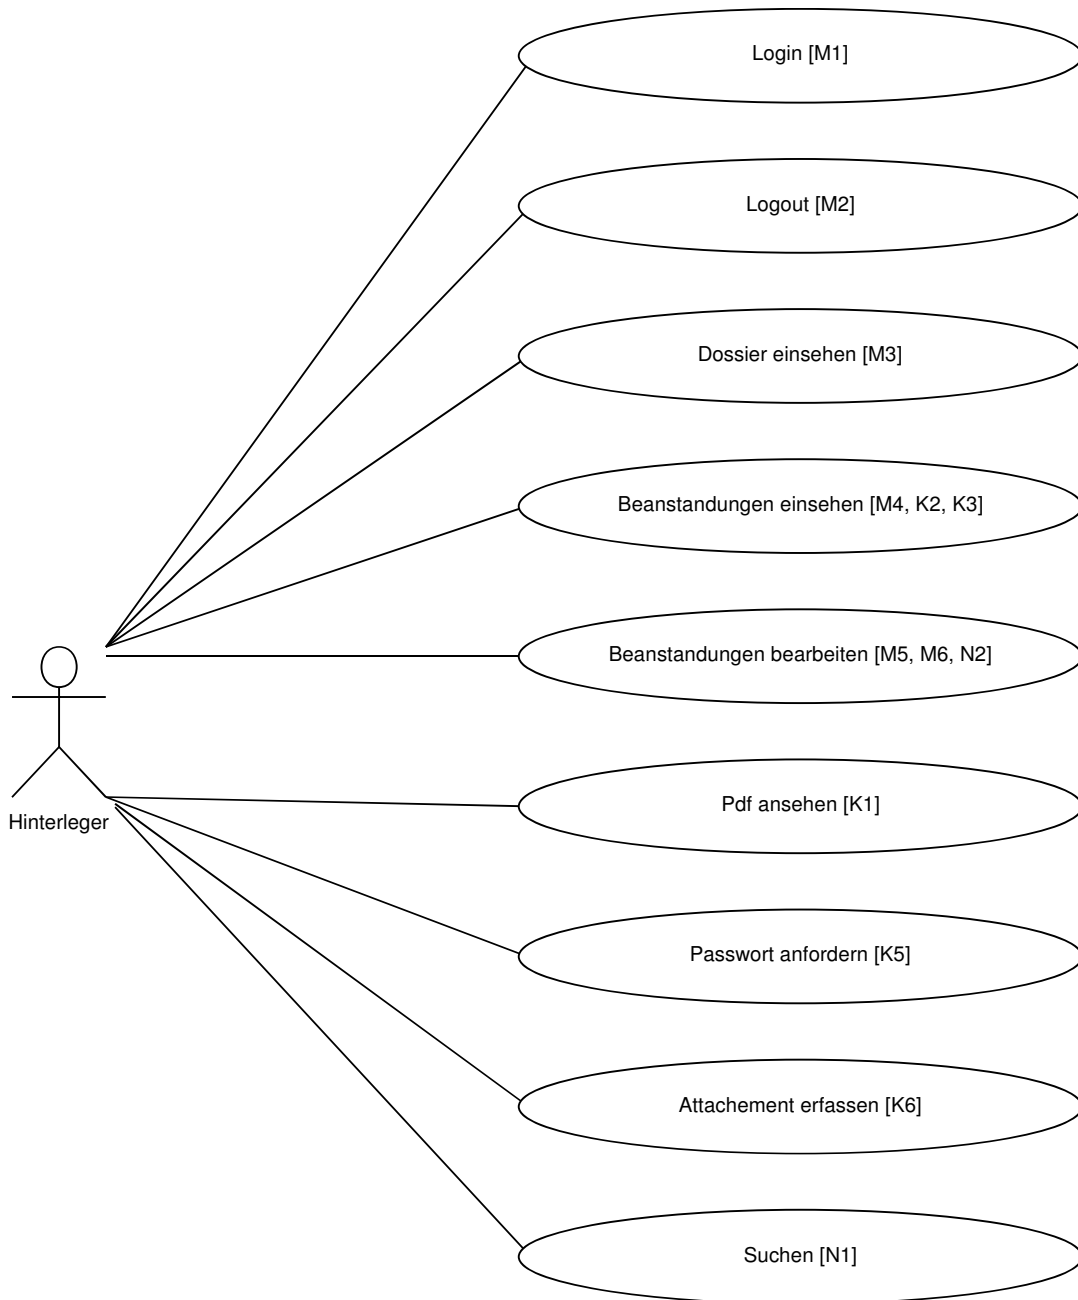 Login [M1]
Logout [M2]
Dossier einsehen [M3]
Beanstandungen einsehen [M4, K2, K3]
Beanstandungen bearbeiten [M5, M6, N2]
Pdf ansehen [K1]
Hinterleger
Passwort anfordern [K5]
Attachement erfassen [K6]
Suchen [N1]